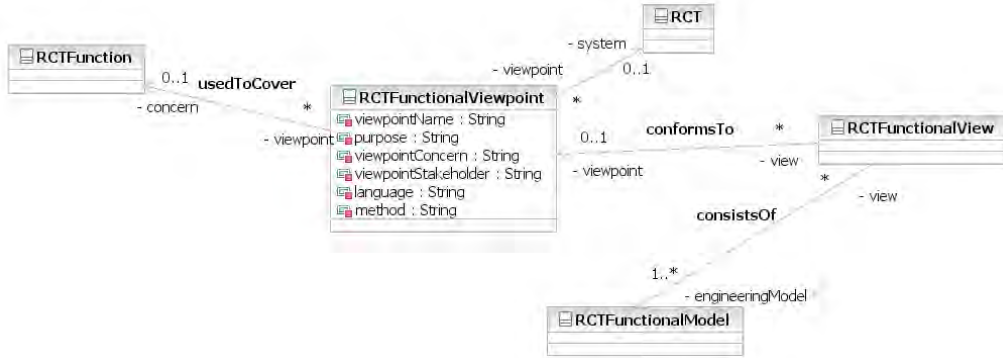 RCT
RCTFunction
- system
- viewpoint
0..1
0..1
usedToCover
- concern
*
- viewpoint
RCTFunctionalViewpoint
viewpointName : String
purpose : String
viewpointConcern : String
viewpointStakeholder : String
language : String
method : String
*
0..1
conformsTo
*
- viewpoint
- view
RCTFunctionalView
*
- view
consistsOf
1..*
- engineeringModel
RCTFunctionalModel